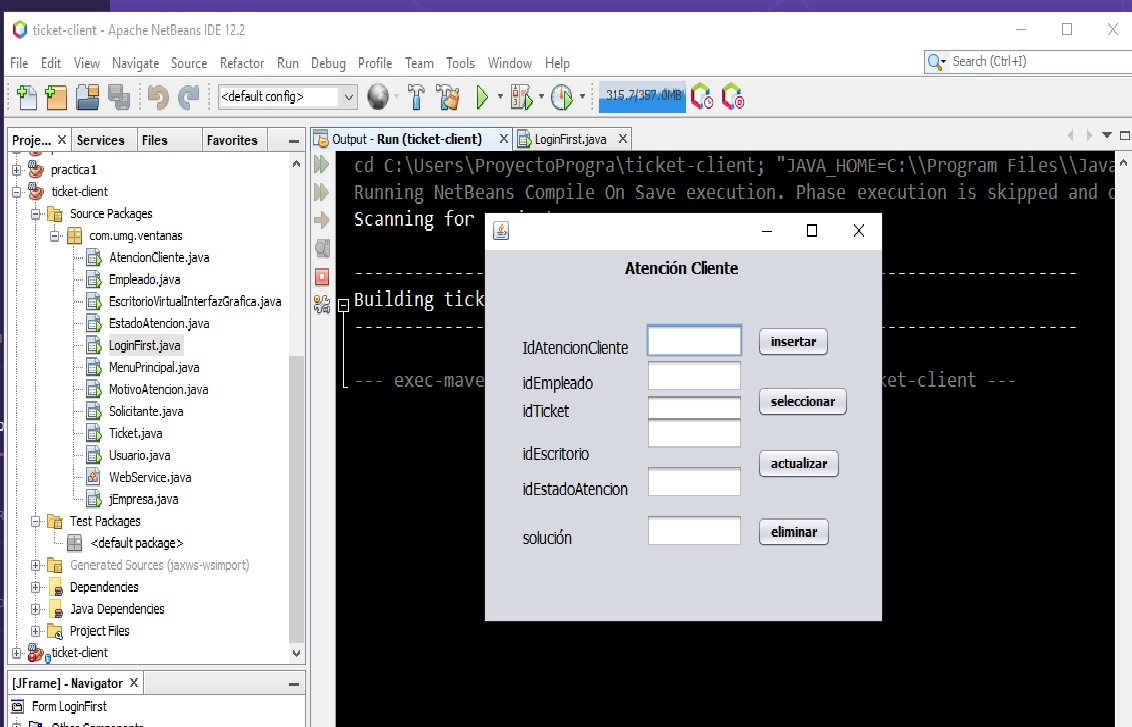 ticket-client - Apache NetBeans IDE 12.2
File Edit View Navigate Source Refactor Run Debug Profile Team Tools Window Help
Search (Ctrl+I)
<default config>
315.7/357.0MB
Proje... X Services Files Favorites
Output - Run (ticket-client) X LoginFirst.java X
practica1
ticket-client
Source Packages
com.umg.ventanas
AtencionCliente.java
Empleado.java
EscritorioVirtualInterfazGrafica.java
EstadoAtencion.java
LoginFirst.java
MenuPrincipal.java
MotivoAtencion.java
Solicitante.java
Ticket.java
Usuario.java
WebService.java
jEmpresa.java
Test Packages
<default package>
Generated Sources (jaxws-wsimport)
Dependencies
Java Dependencies
Project Files
ticket-client
[JFrame] - Navigator X
Form LoginFirst
cd C:\Users\ProyectoProgra\ticket-client; "JAVA_HOME=C:\\Program Files\\Java
Running NetBeans Compile On Save execution. Phase execution is skipped and
Scanning for
Building tick
--- exec-mave
ket-client ---
Atención Cliente
IdAtencionCliente
insertar
idEmpleado
idTicket
seleccionar
idEscritorio
actualizar
idEstadoAtencion
solución
eliminar